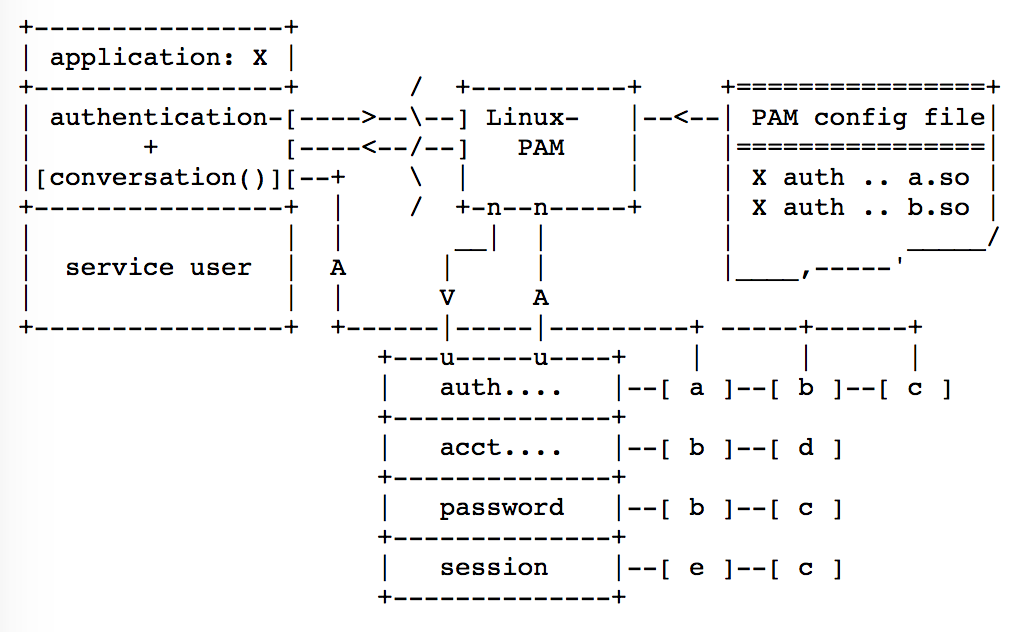 +----------------+
| application: X |
+----------------+       /  +----------+     +================+
| authentication-[---->--\--] Linux-   |--<--| PAM config file|
|       +        [----<--/--]   PAM    |     |================|
|[conversation()][--+    \  |          |     | X auth .. a.so |
+----------------+  |    /  +-n--n-----+     | X auth .. b.so |
|                |  |       __|  |           |           _____/
|  service user  |  A      |     |           |____,-----'
|                |  |      V     A
+----------------+  +------|-----|---------+ -----+------+
                       +---u-----u----+    |      |      |
                       |   auth....   |--[ a ]--[ b ]--[ c ]
                       +--------------+
                       |   acct....   |--[ b ]--[ d ]
                       +--------------+
                       |   password   |--[ b ]--[ c ]
                       +--------------+
                       |   session    |--[ e ]--[ c ]
                       +--------------+